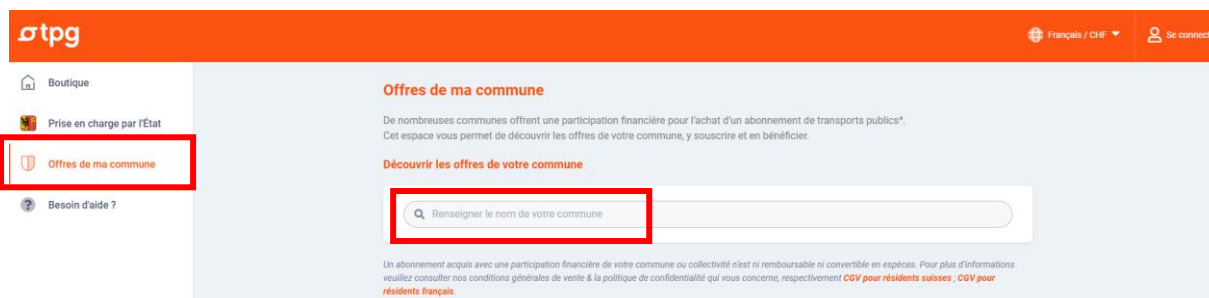 tpg
Français / CHF
Se connect
Boutique
Prise en charge par l'État
Offres de ma commune
Besoin d'aide ?
Offres de ma commune
De nombreuses communes offrent une participation financière pour l'achat d'un abonnement de transports publics*.
Cet espace vous permet de découvrir les offres de votre commune, y souscrire et en bénéficier.
Découvrir les offres de votre commune
Renseigner le nom de votre commune
Un abonnement acquis avec une participation financière de votre commune ou collectivité n'est ni remboursable ni convertible en espèces. Pour plus d'informations
veuillez consulter nos conditions générales de vente & la politique de confidentialité qui vous concerne, respectivement CGV pour résidents suisses ; CGV pour
résidents français.